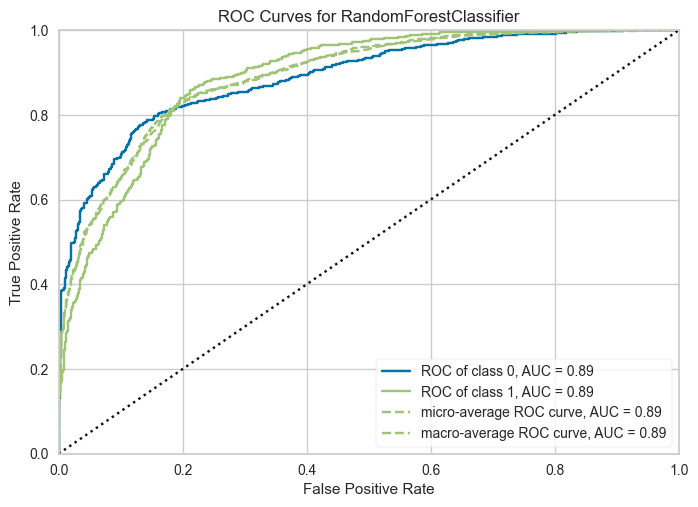 ROC Curves for RandomForestClassifier
True Positive Rate
1.0
0.8
0.6
0.4
0.2
0.0
ROC of class 0, AUC = 0.89
ROC of class 1, AUC = 0.89
micro-average ROC curve, AUC = 0.89
macro-average ROC curve, AUC = 0.89
0.0 0.2 0.4 0.6 0.8 1.0
False Positive Rate